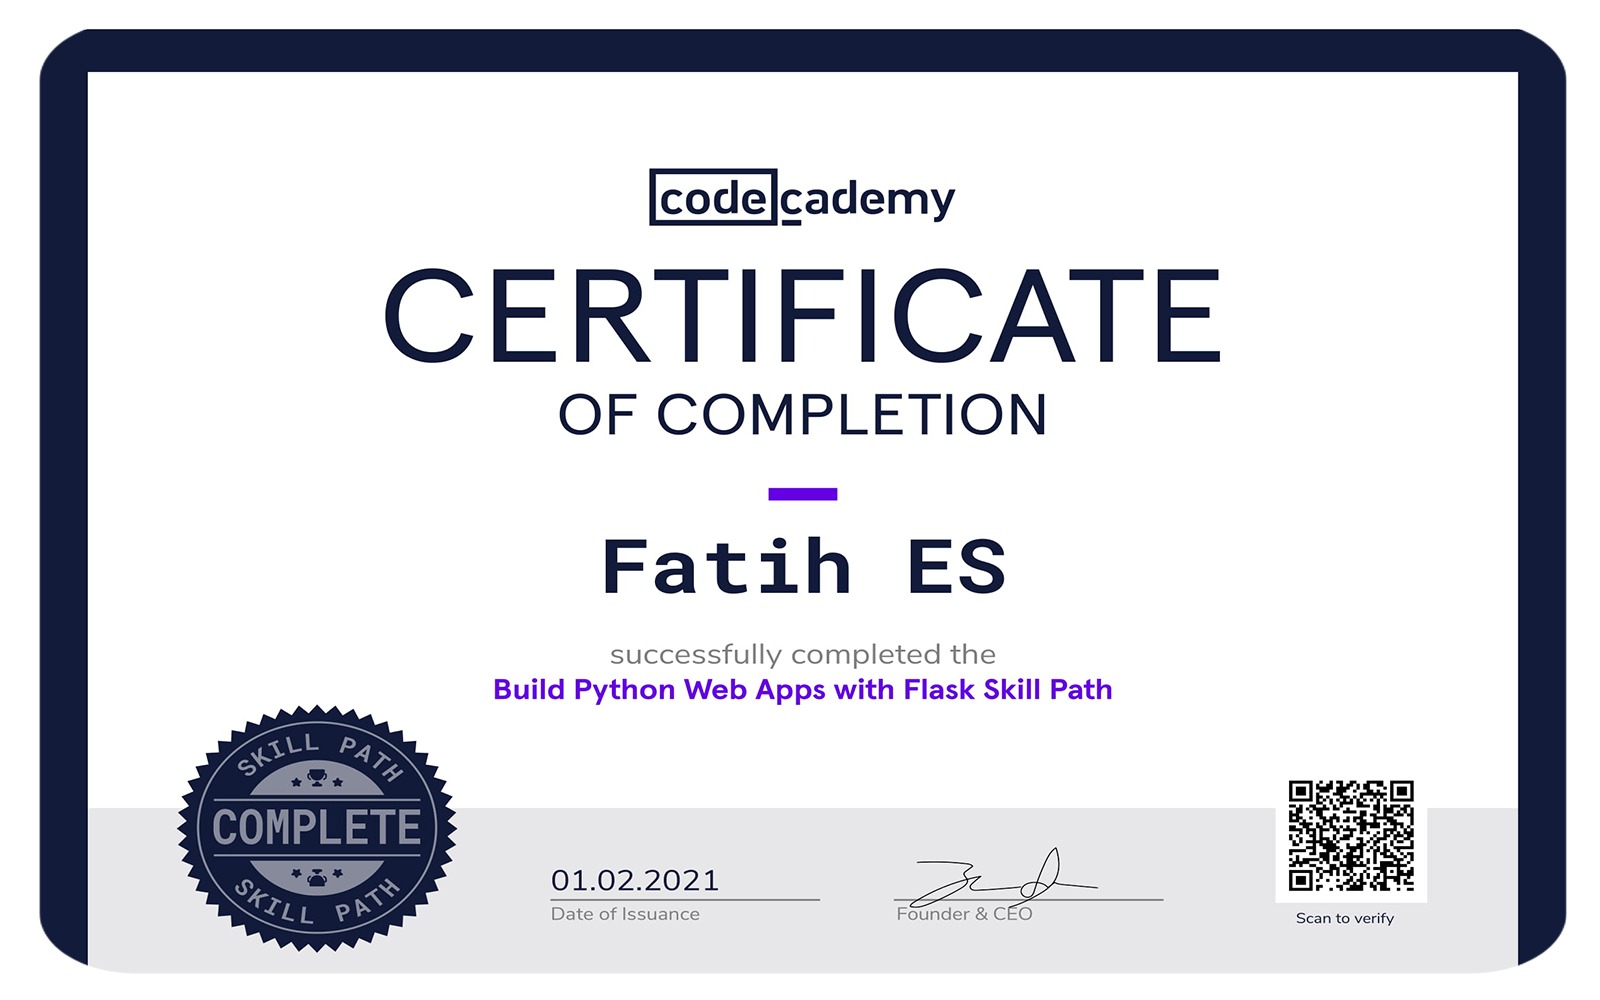 codecademy
CERTIFICATE
OF COMPLETION
Fatih ES
successfully completed the
Build Python Web Apps with Flask Skill Path
SKILL PATH
COMPLETE
SKILL PATH
01.02.2021
Date of Issuance
Founder & CEO
Scan to verify